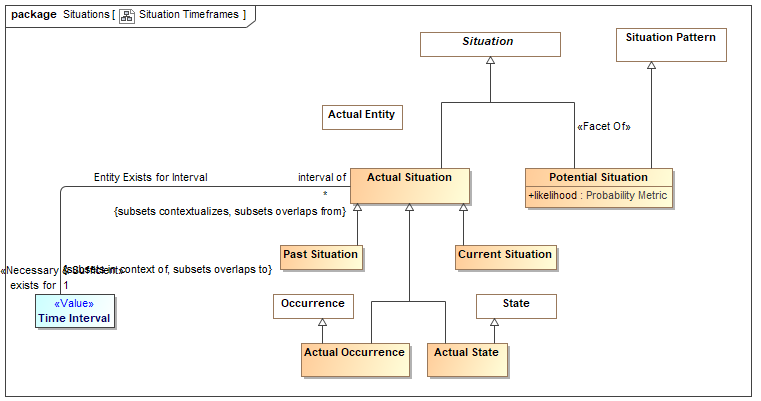 package Situations [ Situation Timeframes ]
Situation
Situation Pattern
Actual Entity
«Facet Of»
Entity Exists for Interval
interval of
Actual Situation
Potential Situation
*
+likelihood : Probability Metric
{subsets contextualizes, subsets overlaps from}
Past Situation
Current Situation
«Necessary & Sufficient»
{subsets in context of, subsets overlaps to}
exists for
1
«Value»
Time Interval
Occurrence
State
Actual Occurrence
Actual State